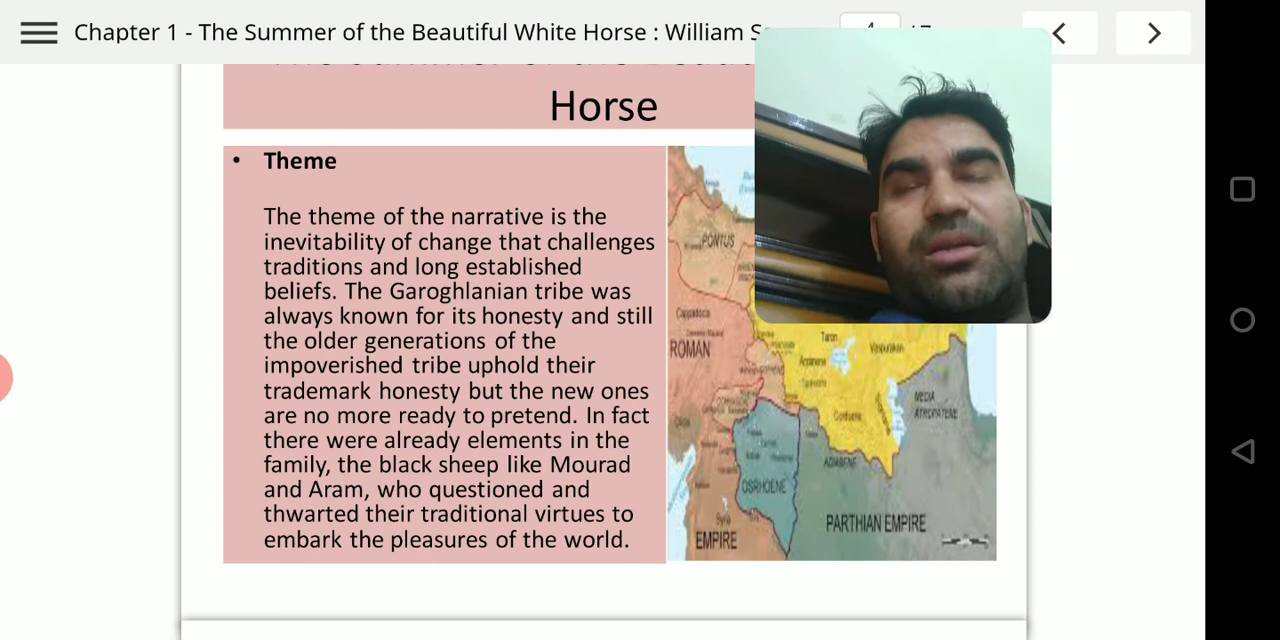 Chapter 1 - The Summer of the Beautiful White Horse : William
Horse
• Theme
The theme of the narrative is the
inevitability of change that challenges
traditions and long established
beliefs. The Garoghlanian tribe was
always known for its honesty and still
the older generations of the
impoverished tribe uphold their
trademark honesty but the new ones
are no more ready to pretend. In fact
there were already elements in the
family, the black sheep like Mourad
and Aram, who questioned and
thwarted their traditional virtues to
embark the pleasures of the world.
PONTUS
Cappadocia
ROMAN
Taron
Vaspurakan
Corduene
MEDIA
ATROPATENE
ADIABENE
OSRHOENE
Syria
EMPIRE
PARTHIAN EMPIRE